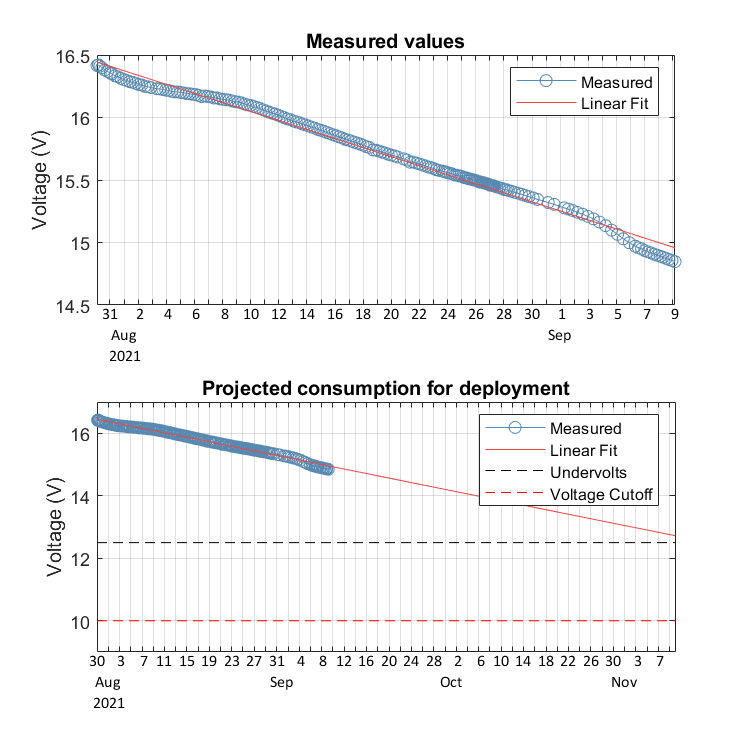 Measured values
16.5
16
15.5
15
14.5
Voltage (V)
Measured
Linear Fit
31 2 4 6 8 10 12 14 16 18 20 22 24 26 28 30 1 3 5 7 9
Aug Sep
2021
Projected consumption for deployment
16
14
12
10
Voltage (V)
Measured
Linear Fit
Undervolts
Voltage Cutoff
30 3 7 11 15 19 23 27 31 4 8 12 16 20 24 28 2 6 10 14 18 22 26 30 3 7
Aug Sep Oct Nov
2021